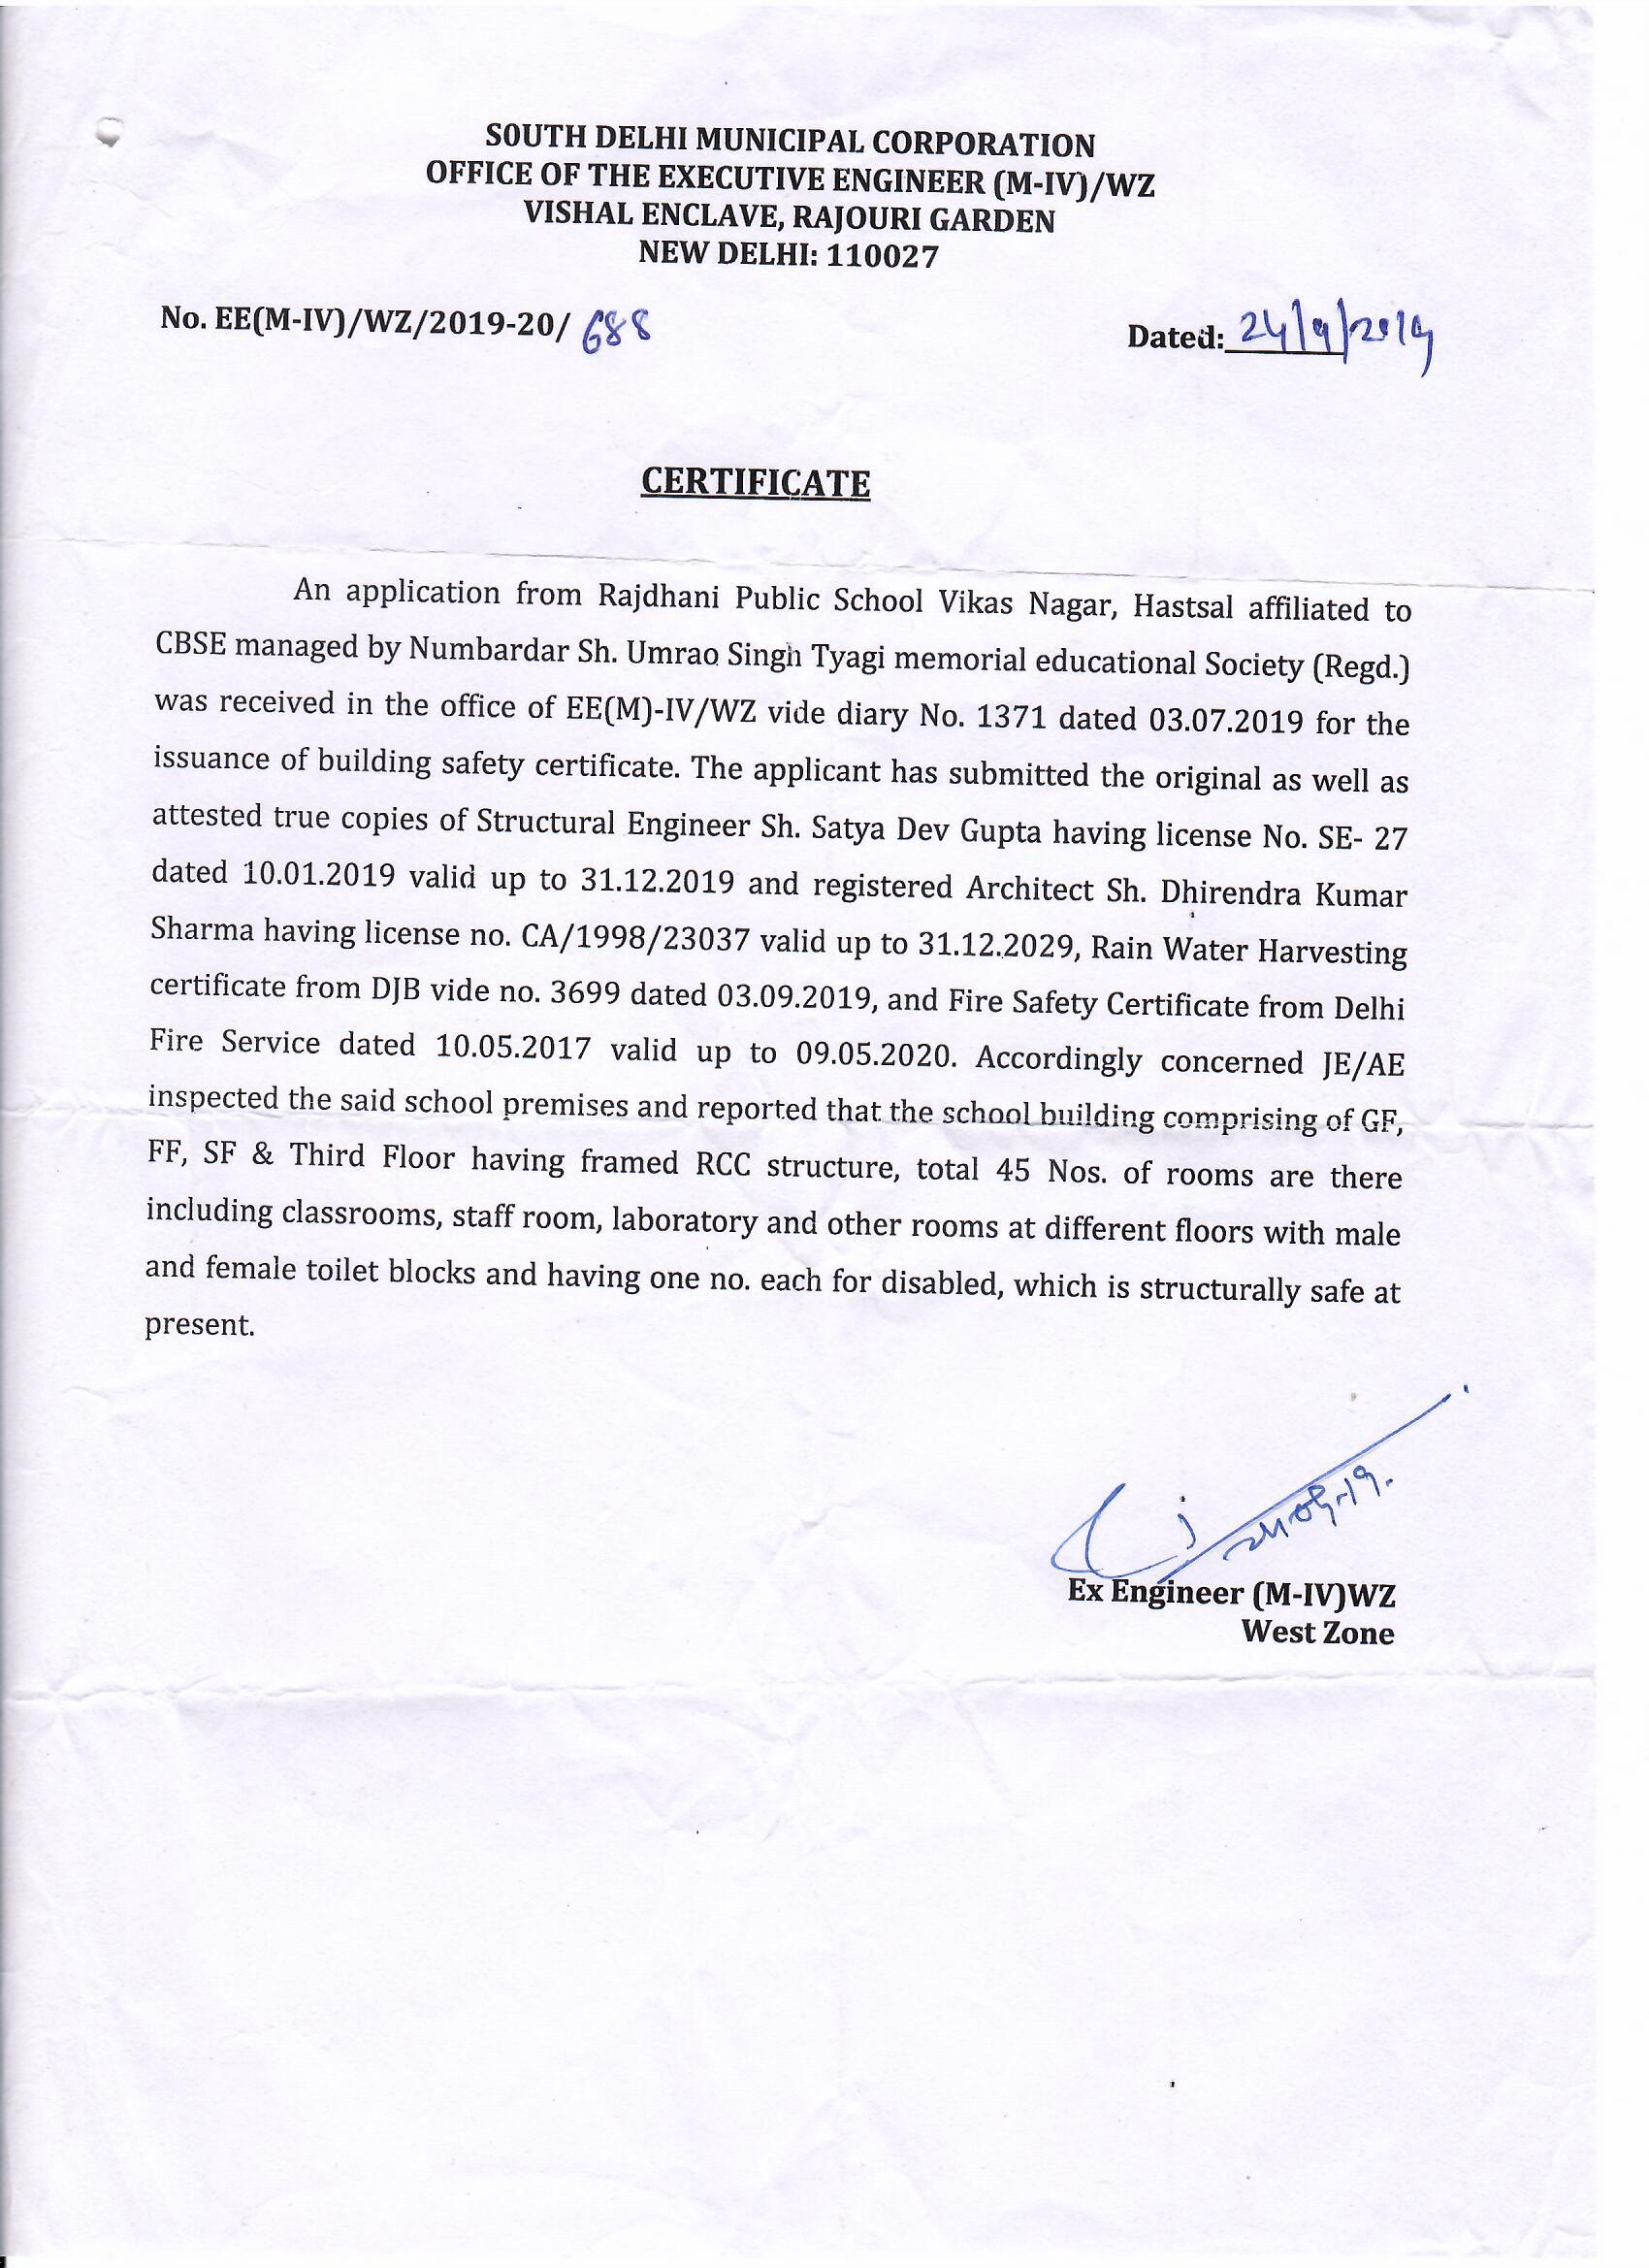 SOUTH DELHI MUNICIPAL CORPORATION
OFFICE OF THE EXECUTIVE ENGINEER (M-IV)/WZ
VISHAL ENCLAVE, RAJOURI GARDEN
NEW DELHI: 110027
No. EE(M-IV)/WZ/2019-20/ 688
Dated: 24/9/2019
CERTIFICATE
An application from Rajdhani Public School Vikas Nagar, Hastsal affiliated to
CBSE managed by Numbardar Sh. Umrao Singh Tyagi memorial educational Society (Regd.)
was received in the office of EE(M)-IV/WZ vide diary No. 1371 dated 03.07.2019 for the
issuance of building safety certificate. The applicant has submitted the original as well as
attested true copies of Structural Engineer Sh. Satya Dev Gupta having license No. SE- 27
dated 10.01.2019 valid up to 31.12.2019 and registered Architect Sh. Dhirendra Kumar
Sharma having license no. CA/1998/23037 valid up to 31.12.2029, Rain Water Harvesting
certificate from DJB vide no. 3699 dated 03.09.2019, and Fire Safety Certificate from Delhi
Fire Service dated 10.05.2017 valid up to 09.05.2020. Accordingly concerned JE/AE
inspected the said school premises and reported that the school building comprising of GF,
FF, SF & Third Floor having framed RCC structure, total 45 Nos. of rooms are there
including classrooms, staff room, laboratory and other rooms at different floors with male
and female toilet blocks and having one no. each for disabled, which is structurally safe at
present.
Ex Engineer (M-IV)WZ
West Zone